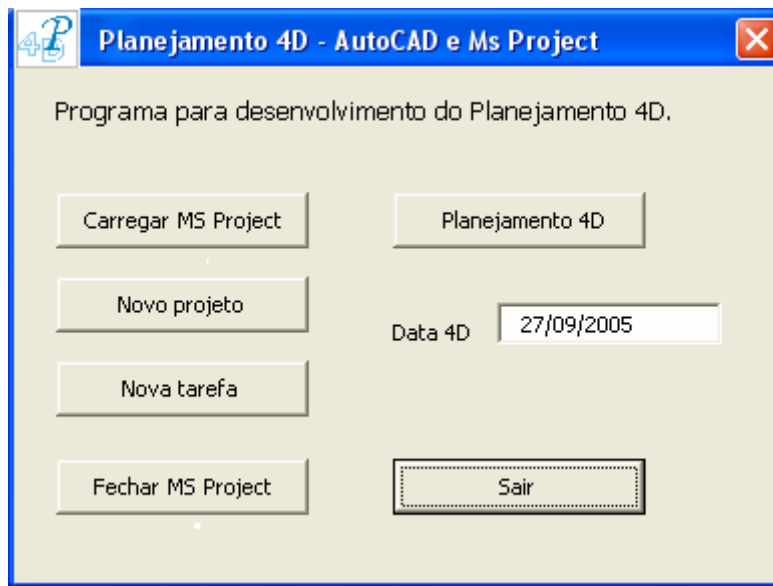 4D P Planejamento 4D - AutoCAD e Ms Project
Programa para desenvolvimento do Planejamento 4D.
Carregar MS Project
Planejamento 4D
Novo projeto
Data 4D 27/09/2005
Nova tarefa
Fechar MS Project
Sair